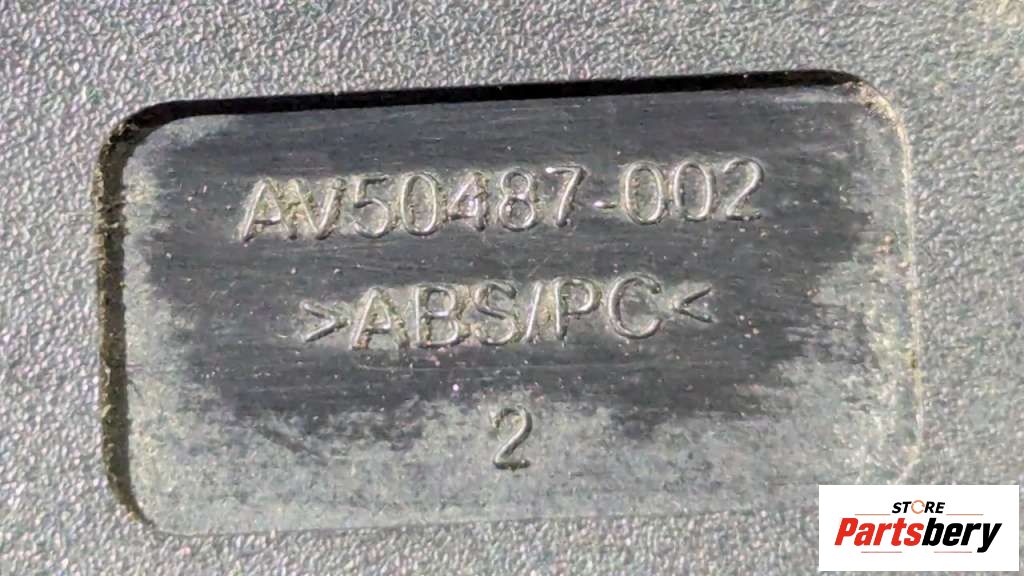 AV50487-002
>ABS/PC<
2
STORE
Partsbery